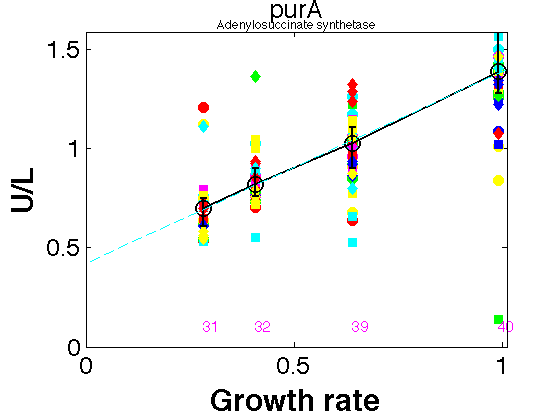 purA
Adenylosuccinate synthetase
1.5
1
0.5
0
U/L
31 32 39 40
0 0.5 1
Growth rate